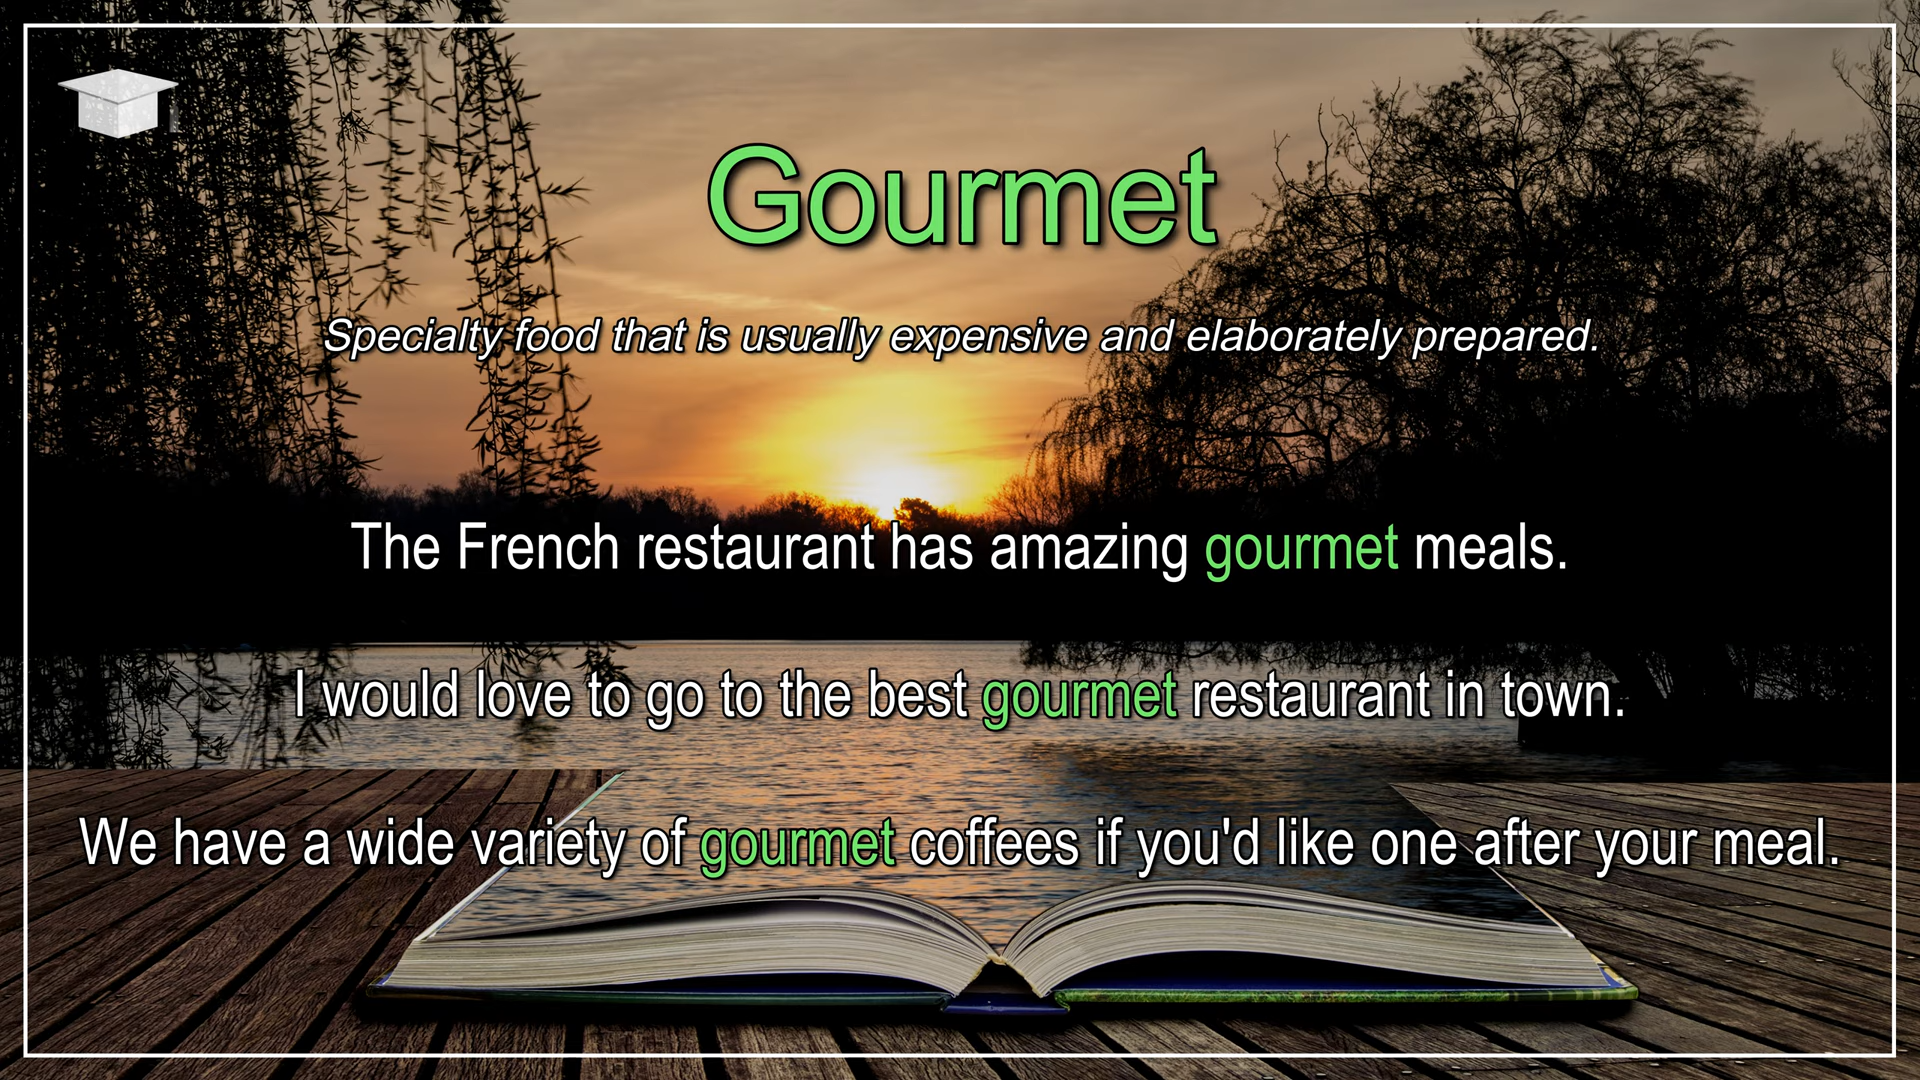 Gourmet
Specialty food that is usually expensive and elaborately prepared.
The French restaurant has amazing gourmet meals.
I would love to go to the best gourmet restaurant in town.
We have a wide variety of gourmet coffees if you'd like one after your meal.